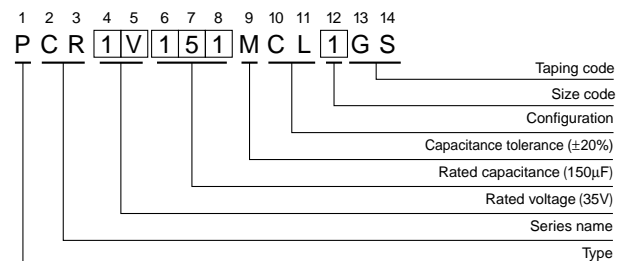 1 2 3 4 5 6 7 8 9 10 11 12 13 14
P C R 1 V 1 5 1 M C L 1 G S
Taping code
Size code
Configuration
Capacitance tolerance (±20%)
Rated capacitance (150μF)
Rated voltage (35V)
Series name
Type